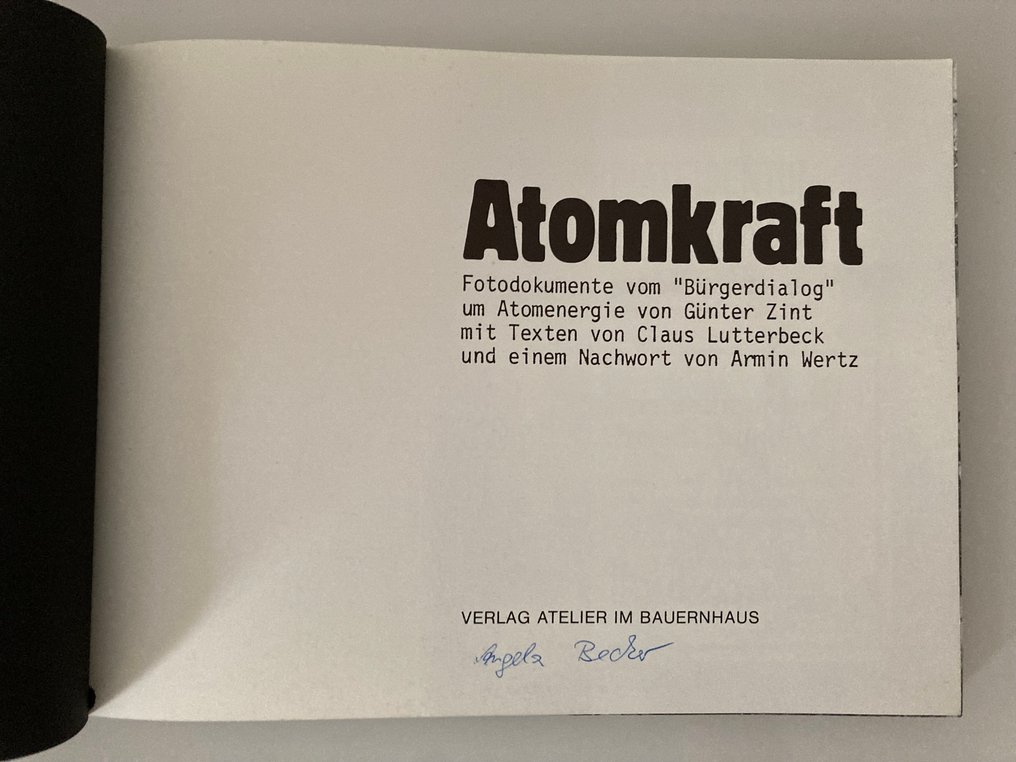 Atomkraft
Fotodokumente vom "Bürgerdialog"
um Atomenergie von Günter Zint
mit Texten von Claus Lutterbeck
und einem Nachwort von Armin Wertz
VERLAG ATELIER IM BAUERNHAUS
Angela Becker